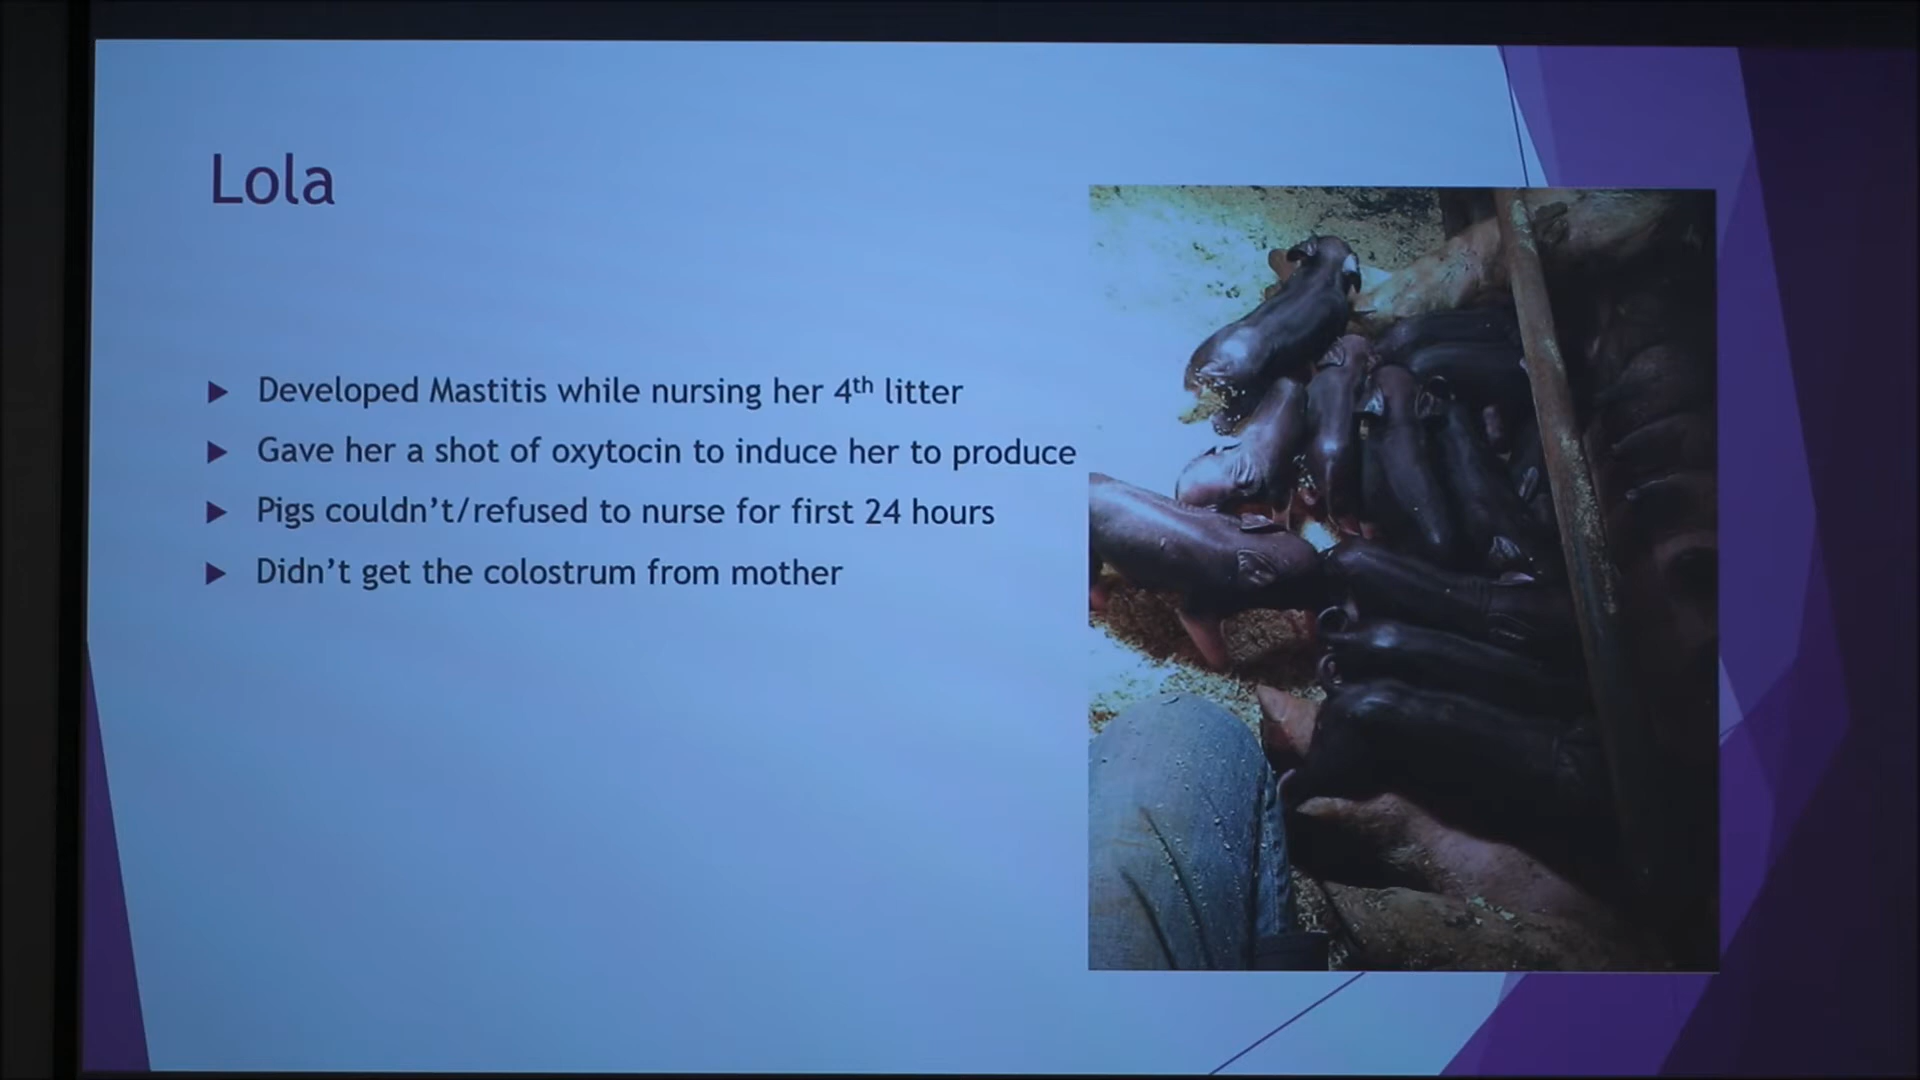 Lola
Developed Mastitis while nursing her 4th litter
Gave her a shot of oxytocin to induce her to produce
Pigs couldn't/refused to nurse for first 24 hours
Didn't get the colostrum from mother